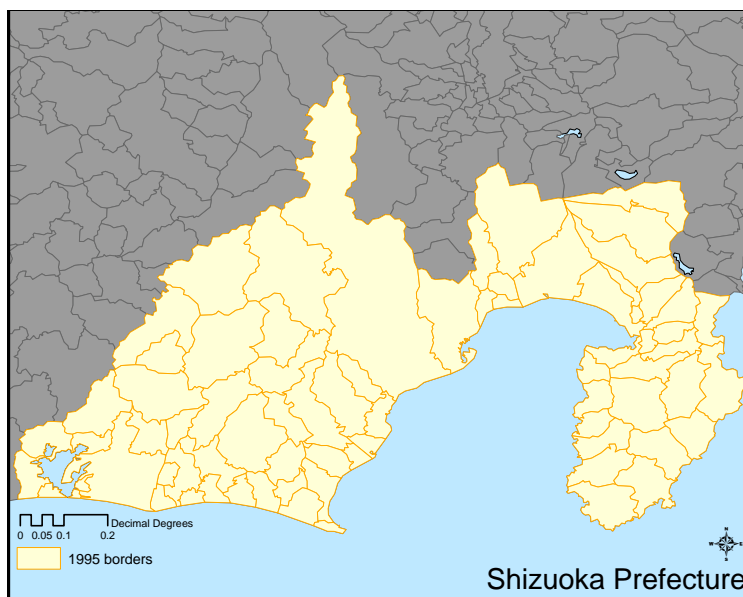 Decimal Degrees
0 0.05 0.1 0.2
1995 borders
N
W E
S
Shizuoka Prefecture